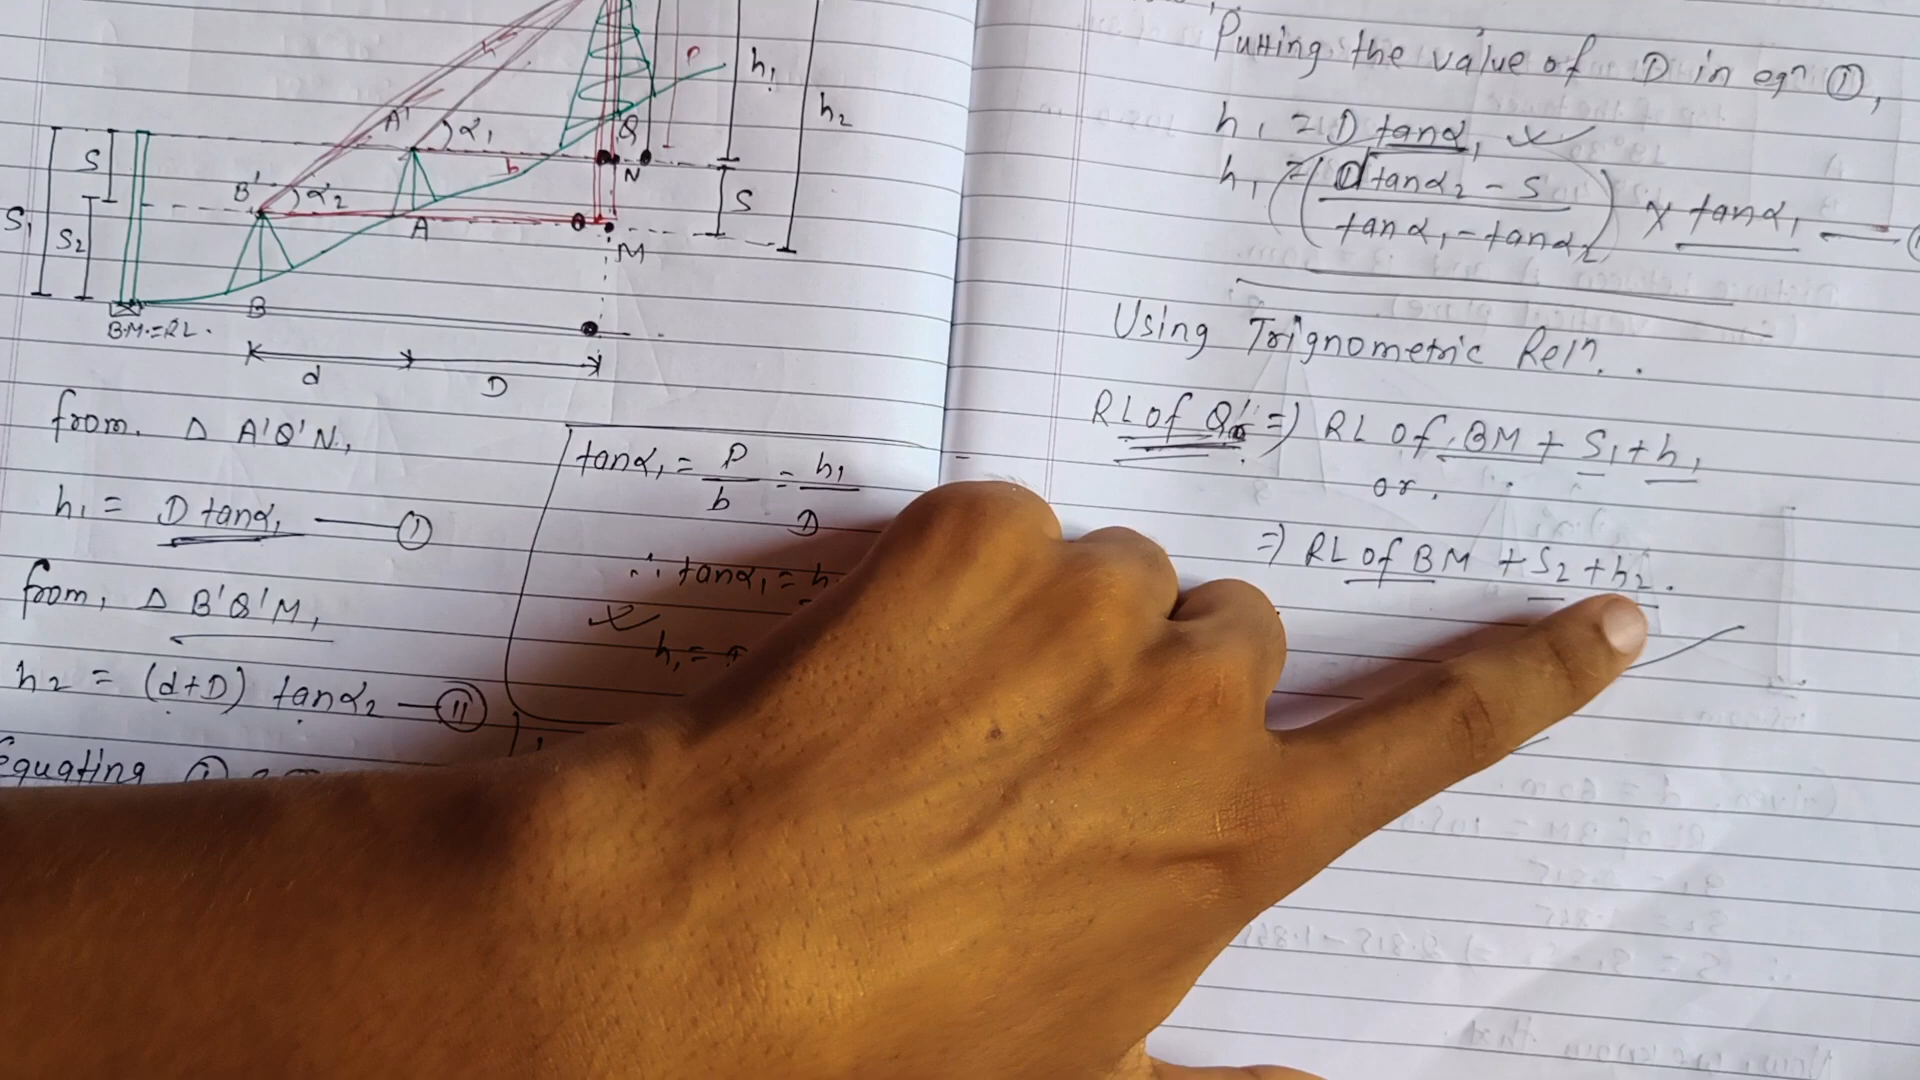 h
P
h₁
h₂
A'
α₁
Q
S
b
N
B'
α₂
S
S₁
S₂
A
M
B
B.M.=RL.
d
D
from. Δ A'Q'N,
h₁ = D tanα₁ —— Ⓘ
from, Δ B'Q'M,
h₂ = (d+D) tanα₂ — ⓘⓘ
Equating Ⓘ
tanα₁ = P/b = h₁/D
∴ tanα₁ = h
h₁ =
Putting the value of D in eqn Ⓘ,
h₁ = D tanα₁
h₁ = (dtanα₂ - S / tanα₁ - tanα₂) × tanα₁ ——
Using Trignometric Reln..
RL of Q' ⇒ RL of BM + S₁ + h₁
or.
⇒ RL of BM + S₂ + h₂.